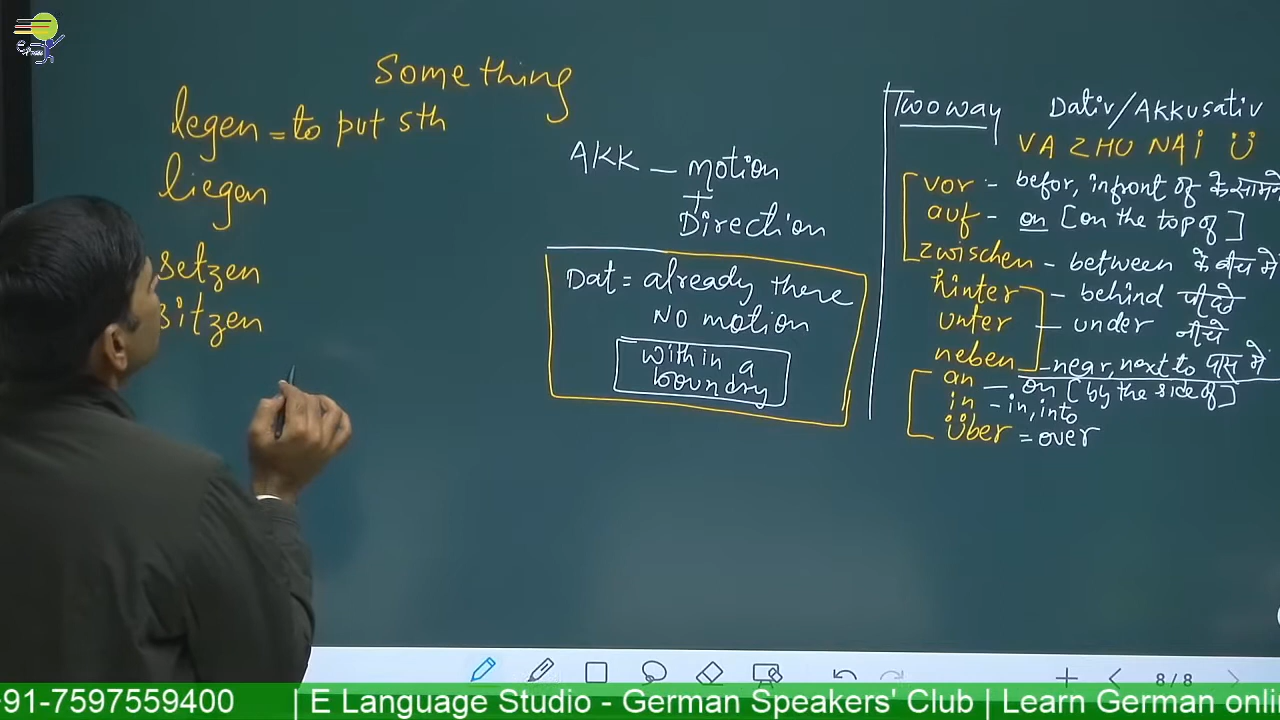 Something
legen = to put sth
liegen
setzen
sitzen
AKK — motion
+
Direction
Dat = already there
NO motion
within a
boundry
Two way Dativ/AKKusativ
VA ZHU NAi Ü
vor - befor, infront of के सामने
auf - on [on the top of]
zwischen - between के बीच में
hinter - behind पीछे
unter - under नीचे
neben - near, next to पास में
an - on [by the side of]
in - in, into
über = over
8/8
-91-7597559400 | E Language Studio - German Speakers' Club | Learn German onli